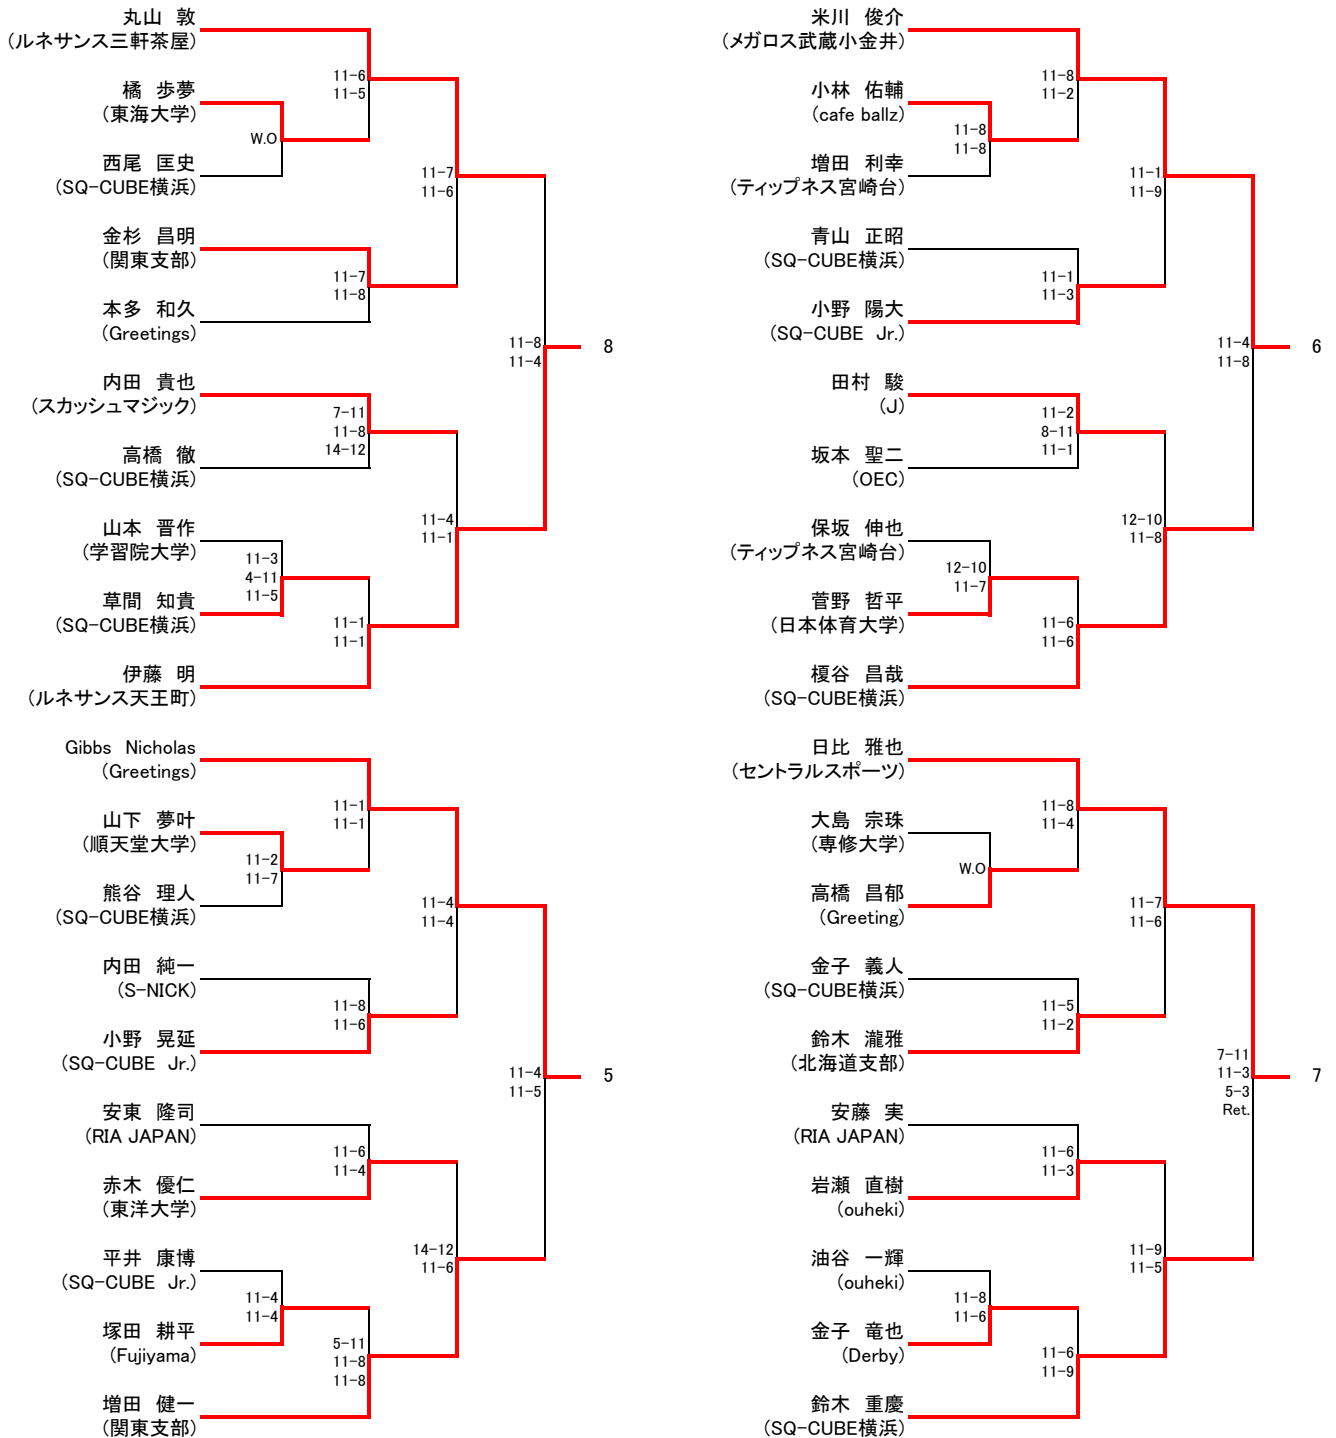 丸山 敦
(ルネサンス三軒茶屋)
橘 歩夢
(東海大学)
西尾 匡史
(SQ-CUBE横浜)
金杉 昌明
(関東支部)
本多 和久
(Greetings)
内田 貴也
(スカッシュマジック)
高橋 徹
(SQ-CUBE横浜)
山本 晋作
(学習院大学)
草間 知貴
(SQ-CUBE横浜)
伊藤 明
(ルネサンス天王町)
W.O
11-3
4-11
11-5
11-6
11-5
11-7
11-8
7-11
11-8
14-12
11-1
11-1
11-7
11-6
11-4
11-1
11-8
11-4
8
米川 俊介
(メガロス武蔵小金井)
小林 佑輔
(cafe ballz)
増田 利幸
(ティップネス宮崎台)
青山 正昭
(SQ-CUBE横浜)
小野 陽大
(SQ-CUBE Jr.)
田村 駿
(J)
坂本 聖二
(OEC)
保坂 伸也
(ティップネス宮崎台)
菅野 哲平
(日本体育大学)
榎谷 昌哉
(SQ-CUBE横浜)
11-8
11-8
12-10
11-7
11-8
11-2
11-1
11-3
11-2
8-11
11-1
11-6
11-6
11-1
11-9
12-10
11-8
11-4
11-8
6
Gibbs Nicholas
(Greetings)
山下 夢叶
(順天堂大学)
熊谷 理人
(SQ-CUBE横浜)
内田 純一
(S-NICK)
小野 晃延
(SQ-CUBE Jr.)
安東 隆司
(RIA JAPAN)
赤木 優仁
(東洋大学)
平井 康博
(SQ-CUBE Jr.)
塚田 耕平
(Fujiyama)
増田 健一
(関東支部)
11-2
11-7
11-4
11-4
11-1
11-1
11-8
11-6
11-6
11-4
5-11
11-8
11-8
11-4
11-4
14-12
11-6
11-4
11-5
5
日比 雅也
(セントラルスポーツ)
大島 宗珠
(専修大学)
高橋 昌郁
(Greeting)
金子 義人
(SQ-CUBE横浜)
鈴木 瀧雅
(北海道支部)
安藤 実
(RIA JAPAN)
岩瀬 直樹
(ouheki)
油谷 一輝
(ouheki)
金子 竜也
(Derby)
鈴木 重慶
(SQ-CUBE横浜)
W.O
11-8
11-6
11-8
11-4
11-5
11-2
11-6
11-3
11-6
11-9
11-7
11-6
11-9
11-5
7-11
11-3
5-3
Ret.
7